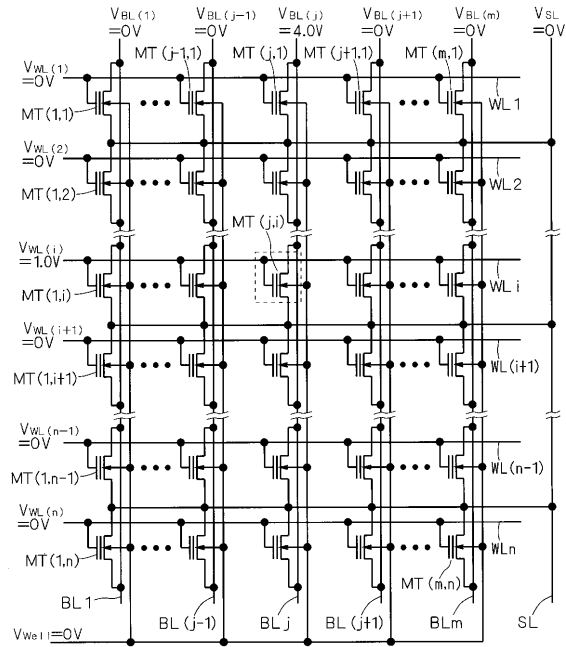 VBL(1) =0V
VBL(j-1) =0V
VBL(j) =4.0V
VBL(j+1) =0V
VBL(m) =0V
VSL =0V
MT(j-1,1)
MT(j,1)
MT(j+1,1)
MT(m,1)
VWL(1) =0V
WL1
MT(1,1)
VWL(2) =0V
WL2
MT(1,2)
MT(j,i)
VWL(i) =1.0V
WLi
MT(1,i)
VWL(i+1) =0V
WL(i+1)
MT(1,i+1)
VWL(n-1) =0V
WL(n-1)
MT(1,n-1)
VWL(n) =0V
WLn
MT(1,n)
MT(m,n)
BL1
BL(j-1)
BLj
BL(j+1)
BLm
SL
VWell=0V